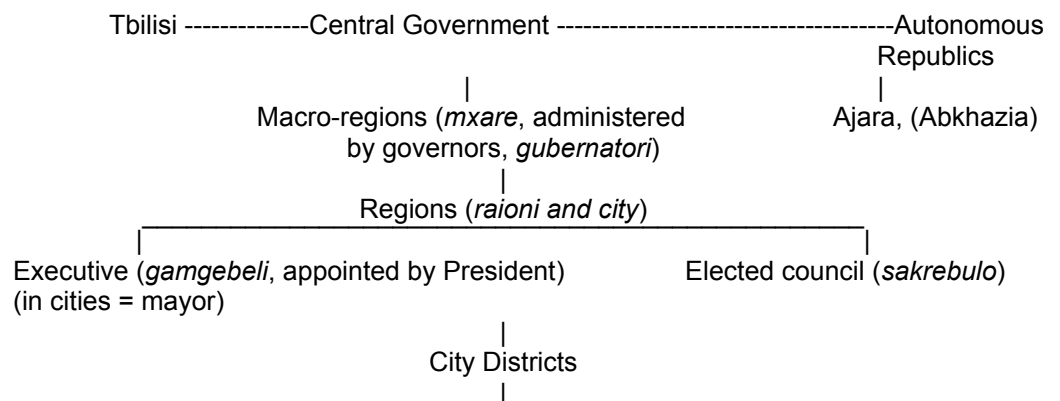 Tbilisi -------------Central Government ------------------------------------Autonomous
Republics
| |
Macro-regions (mxare, administered Ajara, (Abkhazia)
by governors, gubernatori)
|
Regions (raioni and city)
| |
Executive (gamgebeli, appointed by President) Elected council (sakrebulo)
(in cities = mayor)
|
City Districts
|